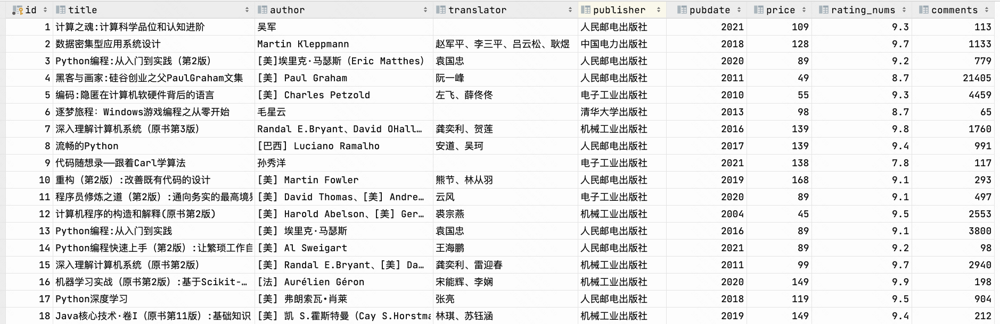 id title author translator publisher pubdate price rating_nums comments
1 计算之魂:计算科学品位和认知进阶 吴军 人民邮电出版社 2021 109 9.3 113
2 数据密集型应用系统设计 Martin Kleppmann 赵军平、李三平、吕云松、耿煜 中国电力出版社 2018 128 9.7 1133
3 Python编程:从入门到实践（第2版） [美]埃里克·马瑟斯（Eric Matthes） 袁国忠 人民邮电出版社 2020 89 9.2 779
4 黑客与画家:硅谷创业之父PaulGraham文集 [美] Paul Graham 阮一峰 人民邮电出版社 2011 49 8.7 21405
5 编码:隐匿在计算机软硬件背后的语言 [美] Charles Petzold 左飞、薛佟佟 电子工业出版社 2010 55 9.3 4459
6 逐梦旅程：Windows游戏编程之从零开始 毛星云 清华大学出版社 2013 98 8.7 65
7 深入理解计算机系统（原书第3版） Randal E.Bryant、David OHall… 龚奕利、贺莲 机械工业出版社 2016 139 9.8 1760
8 流畅的Python [巴西] Luciano Ramalho 安道、吴珂 人民邮电出版社 2017 139 9.4 991
9 代码随想录——跟着Carl学算法 孙秀洋 电子工业出版社 2021 138 7.8 117
10 重构（第2版）:改善既有代码的设计 [美] Martin Fowler 熊节、林从羽 人民邮电出版社 2019 168 9.1 293
11 程序员修炼之道（第2版）:通向务实的最高境界 [美] David Thomas、[美] Andre… 云风 电子工业出版社 2020 89 9.1 497
12 计算机程序的构造和解释(原书第2版) [美] Harold Abelson、[美] Ger… 裘宗燕 机械工业出版社 2004 45 9.5 2553
13 Python编程:从入门到实践 [美] 埃里克·马瑟斯 袁国忠 人民邮电出版社 2016 89 9.1 3800
14 Python编程快速上手（第2版）:让繁琐工作自 [美] Al Sweigart 王海鹏 人民邮电出版社 2021 89 9.2 98
15 深入理解计算机系统（原书第2版） [美] Randal E.Bryant、[美] Da… 龚奕利、雷迎春 机械工业出版社 2011 99 9.7 2940
16 机器学习实战（原书第2版）:基于Scikit-… [法] Aurélien Géron 宋能辉、李娴 机械工业出版社 2020 149 9.9 198
17 Python深度学习 [美] 弗朗索瓦•肖莱 张亮 人民邮电出版社 2018 119 9.5 904
18 Java核心技术·卷I（原书第11版）:基础知识 [美] 凯 S.霍斯特曼（Cay S.Horstma 林琪、苏钰涵 机械工业出版社 2019 149 9.4 212